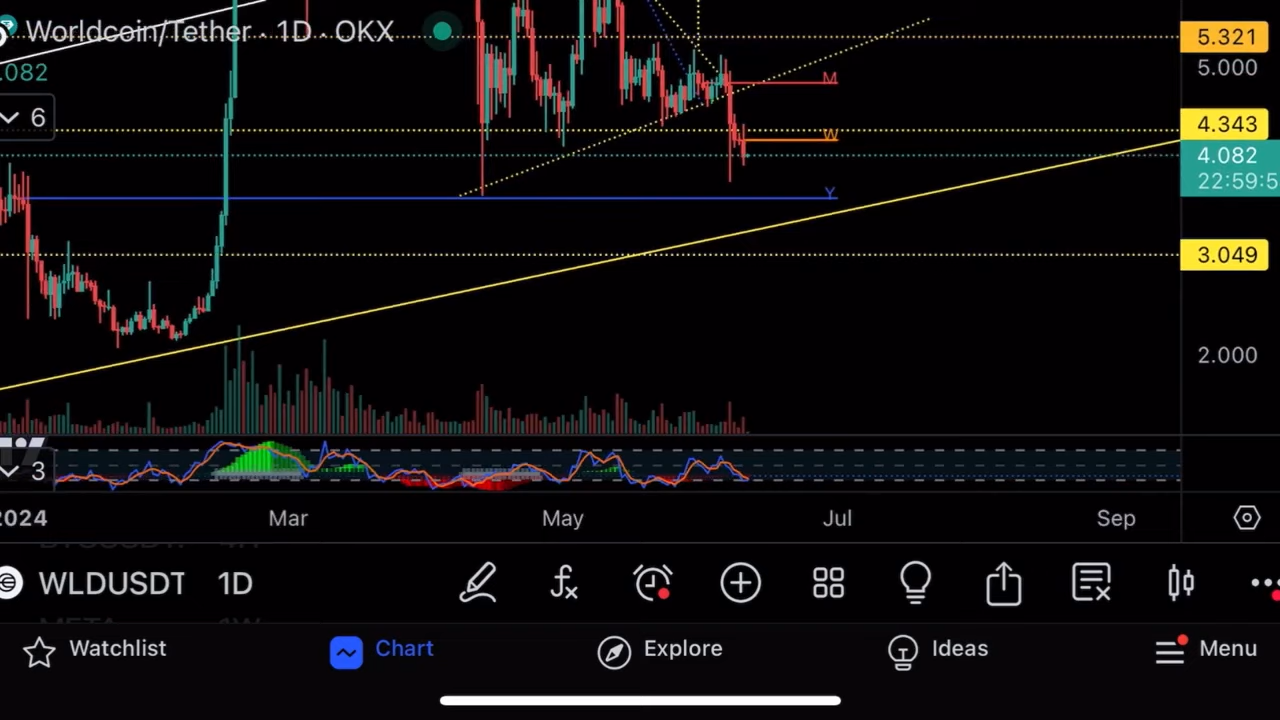 Worldcoin/Tether · 1D · OKX
5.321
.082
5.000
M
6
4.343
W
4.082
22:59:5
Y
3.049
2.000
3
2024 Mar May Jul Sep
WLDUSDT 1D
Watchlist Chart Explore Ideas Menu